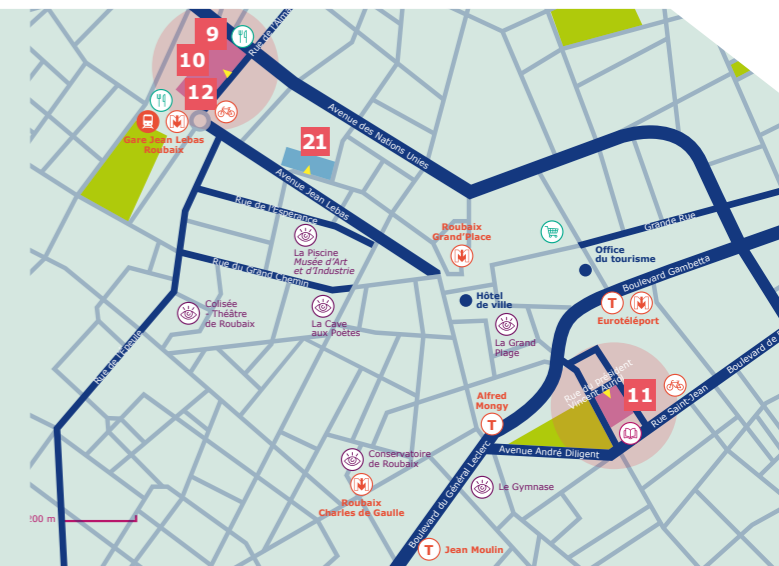 9
Rue de l'Alma
10
12
Gare Jean Lebas
Roubaix
21
Avenue des Nations Unies
Avenue Jean Lebas
Rue de l'Espérance
La Piscine
Musée d'Art
et d'Industrie
Roubaix
Grand'Place
Grande Rue
Office
du tourisme
Rue du Grand Chemin
Boulevard Gambetta
Hôtel
de ville
Colisée
- Théâtre
de Roubaix
La Cave
aux Poètes
T
Eurotéléport
La Grand
Plage
Rue de l'Epeule
Boulevard de
Rue du Président
Vincent Auriol
11
Rue Saint-Jean
Alfred
Mongy
T
Avenue André Diligent
Conservatoire
de Roubaix
Roubaix
Charles de Gaulle
Boulevard du Général Leclerc
Le Gymnase
200 m
T
Jean Moulin